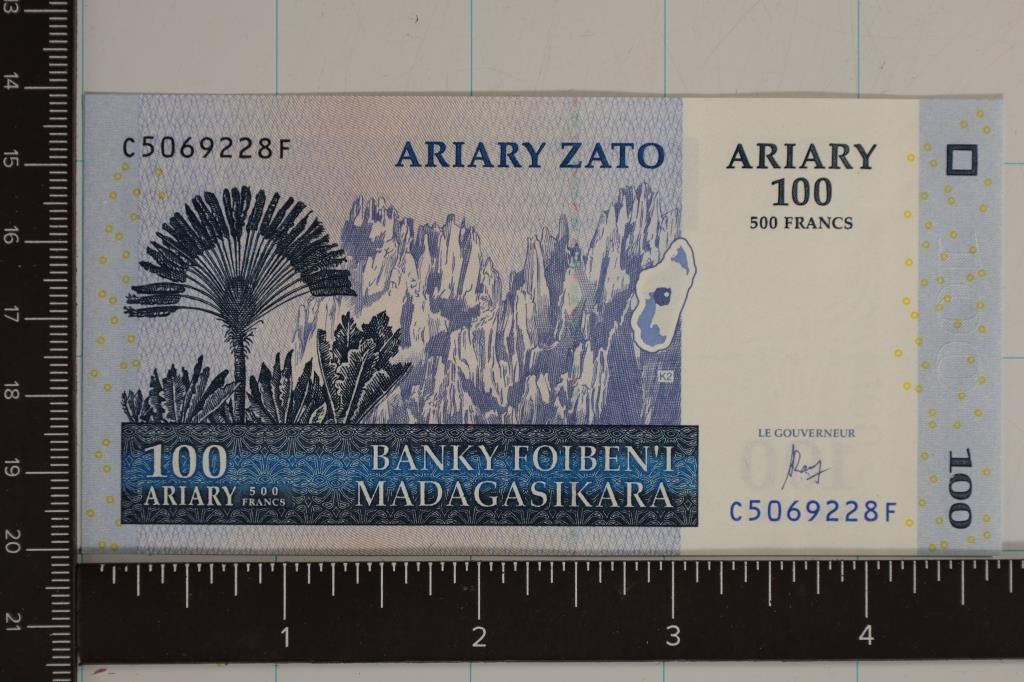 13
14
15
16
17
18
19
20
21
C5069228F
ARIARY ZATO
ARIARY
100
500 FRANCS
K2
LE GOUVERNEUR
C5069228F
100
100
ARIARY 500 FRANCS
BANKY FOIBEN'I
MADAGASIKARA
1 2 3 4